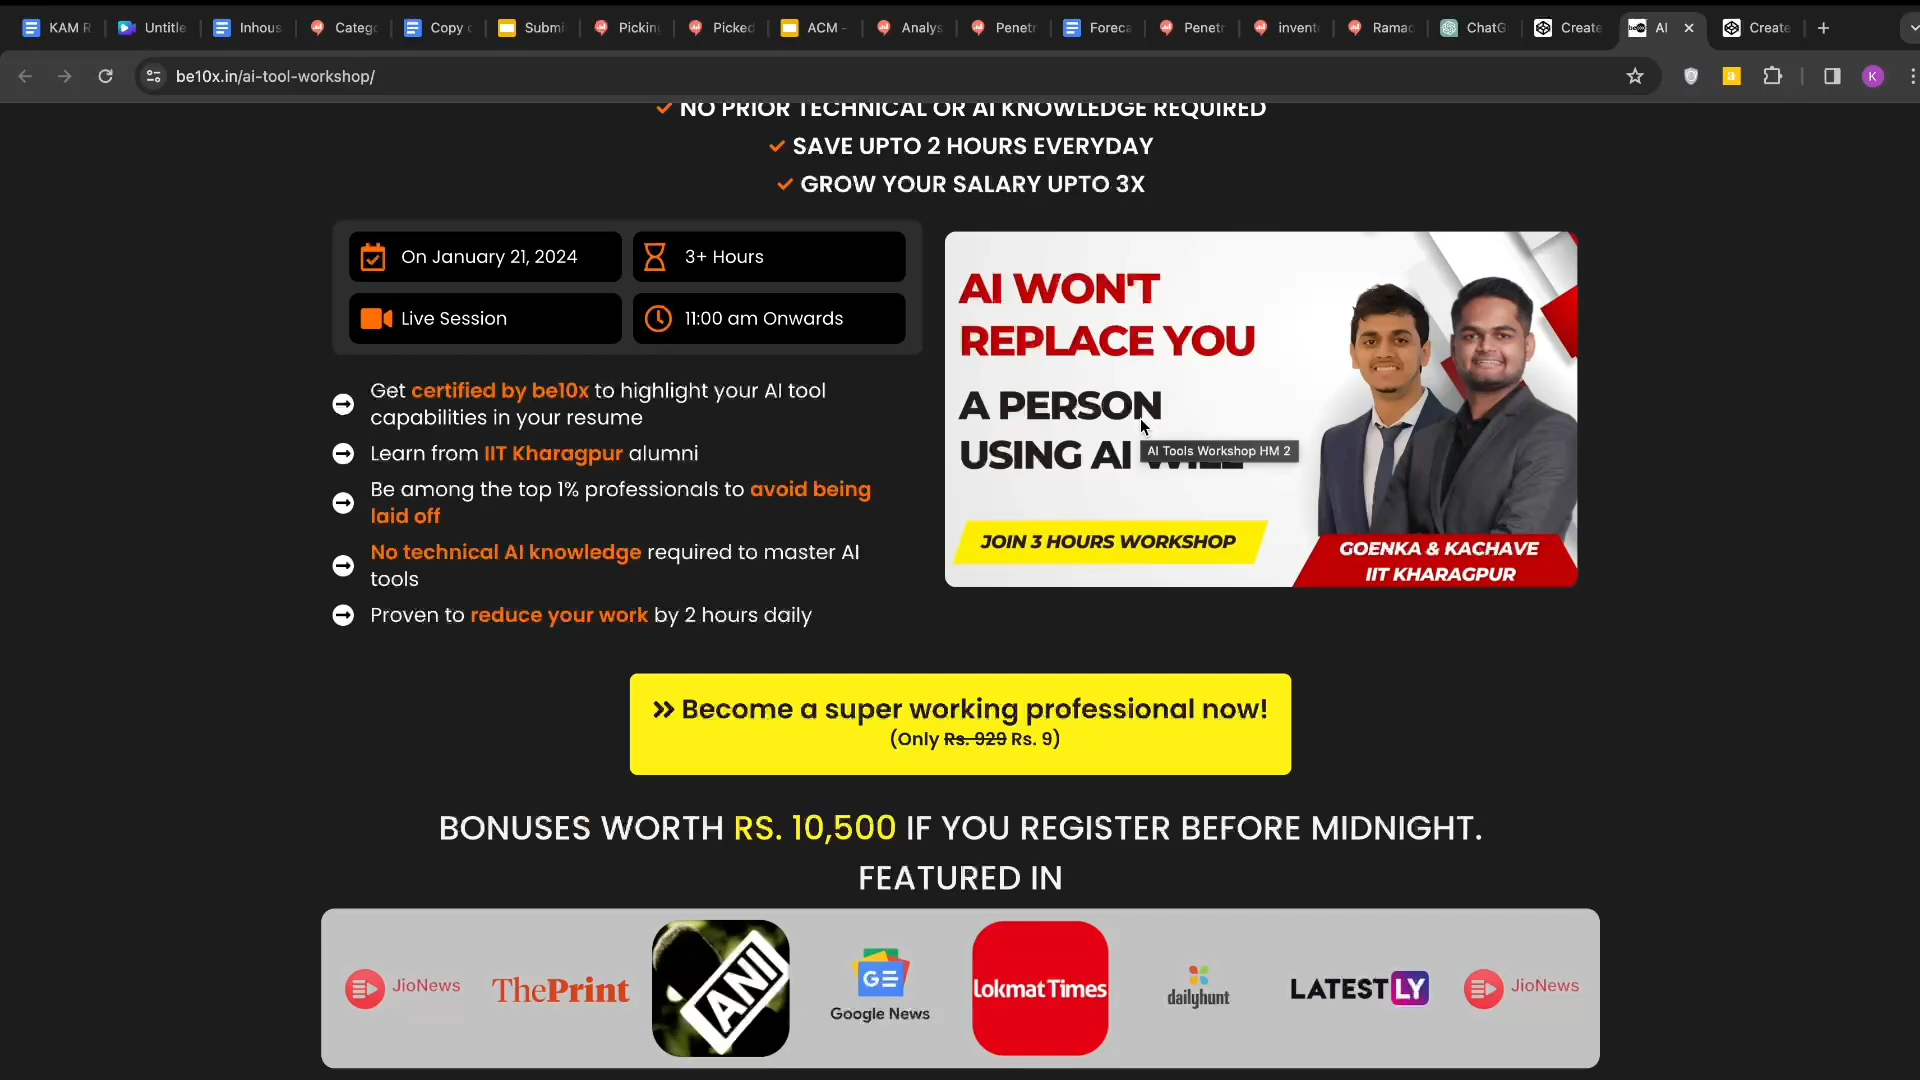 KAM R
Untitle
Inhous
Catego
Copy o
Submi
Picking
Picked
ACM -
Analys
Penetr
Foreca
Penetr
invent
Ramad
ChatG
Create
AI
Create
be10x.in/ai-tool-workshop/
a
K
NO PRIOR TECHNICAL OR AI KNOWLEDGE REQUIRED
SAVE UPTO 2 HOURS EVERYDAY
GROW YOUR SALARY UPTO 3X
On January 21, 2024
3+ Hours
Live Session
11:00 am Onwards
Get certified by be10x to highlight your AI tool
capabilities in your resume
Learn from IIT Kharagpur alumni
Be among the top 1% professionals to avoid being
laid off
No technical AI knowledge required to master AI
tools
Proven to reduce your work by 2 hours daily
AI WON'T
REPLACE YOU
A PERSON
USING AI WILL
AI Tools Workshop HM 2
JOIN 3 HOURS WORKSHOP
GOENKA & KACHAVE
IIT KHARAGPUR
Become a super working professional now!
(Only Rs. 929 Rs. 9)
BONUSES WORTH RS. 10,500 IF YOU REGISTER BEFORE MIDNIGHT.
FEATURED IN
JioNews
ThePrint
ANI
GE
Google News
Lokmat Times
dailyhunt
LATESTLY
JioNews